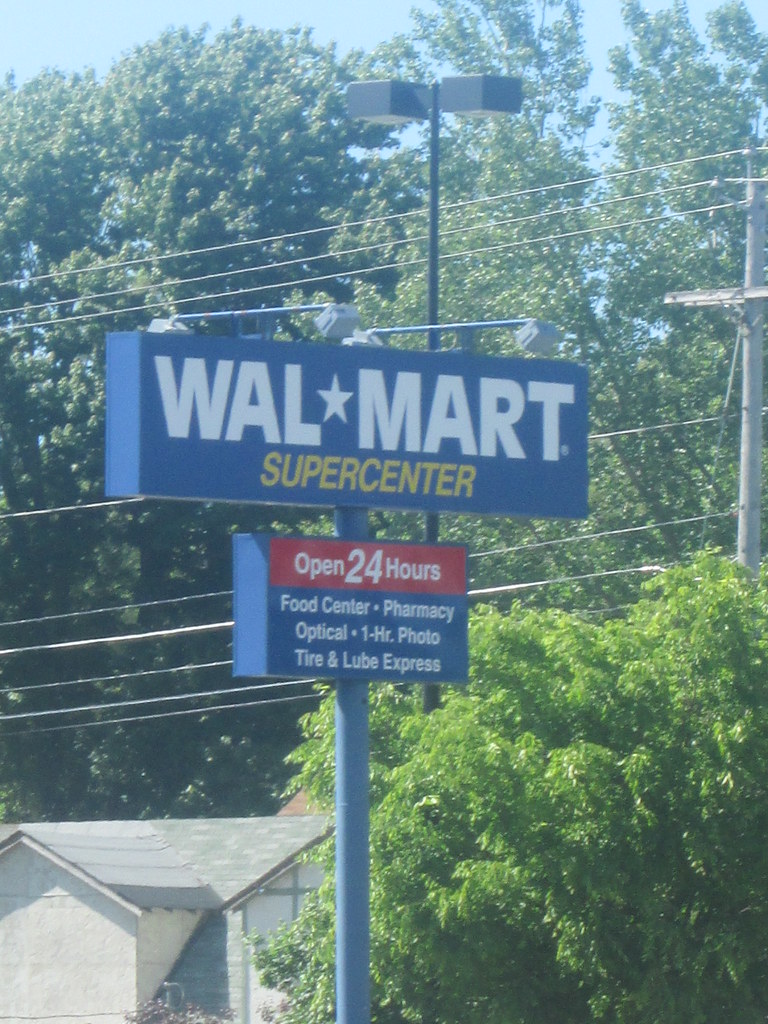 WAL★MART®
SUPERCENTER
Open 24 Hours
Food Center • Pharmacy
Optical • 1-Hr. Photo
Tire & Lube Express